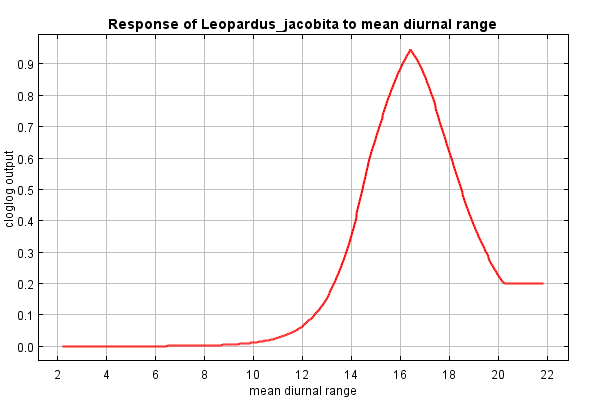 Response of Leopardus_jacobita to mean diurnal range
cloglog output
0.9
0.8
0.7
0.6
0.5
0.4
0.3
0.2
0.1
0.0
2 4 6 8 10 12 14 16 18 20 22
mean diurnal range